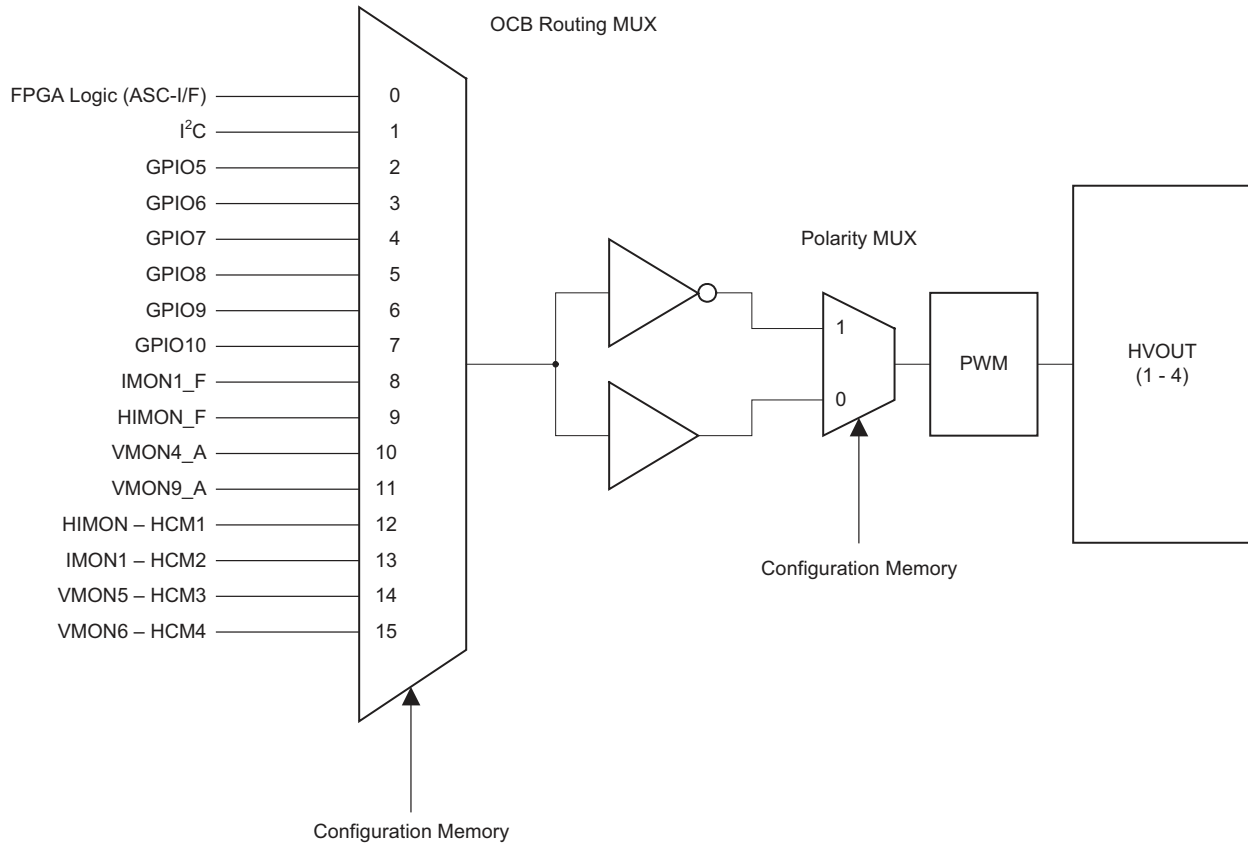 OCB Routing MUX
FPGA Logic (ASC-I/F) 0
I²C 1
GPIO5 2
GPIO6 3
GPIO7 4
GPIO8 5
GPIO9 6
GPIO10 7
IMON1_F 8
HIMON_F 9
VMON4_A 10
VMON9_A 11
HIMON – HCM1 12
IMON1 – HCM2 13
VMON5 – HCM3 14
VMON6 – HCM4 15
Configuration Memory
Polarity MUX
1
0
Configuration Memory
PWM
HVOUT
(1 - 4)